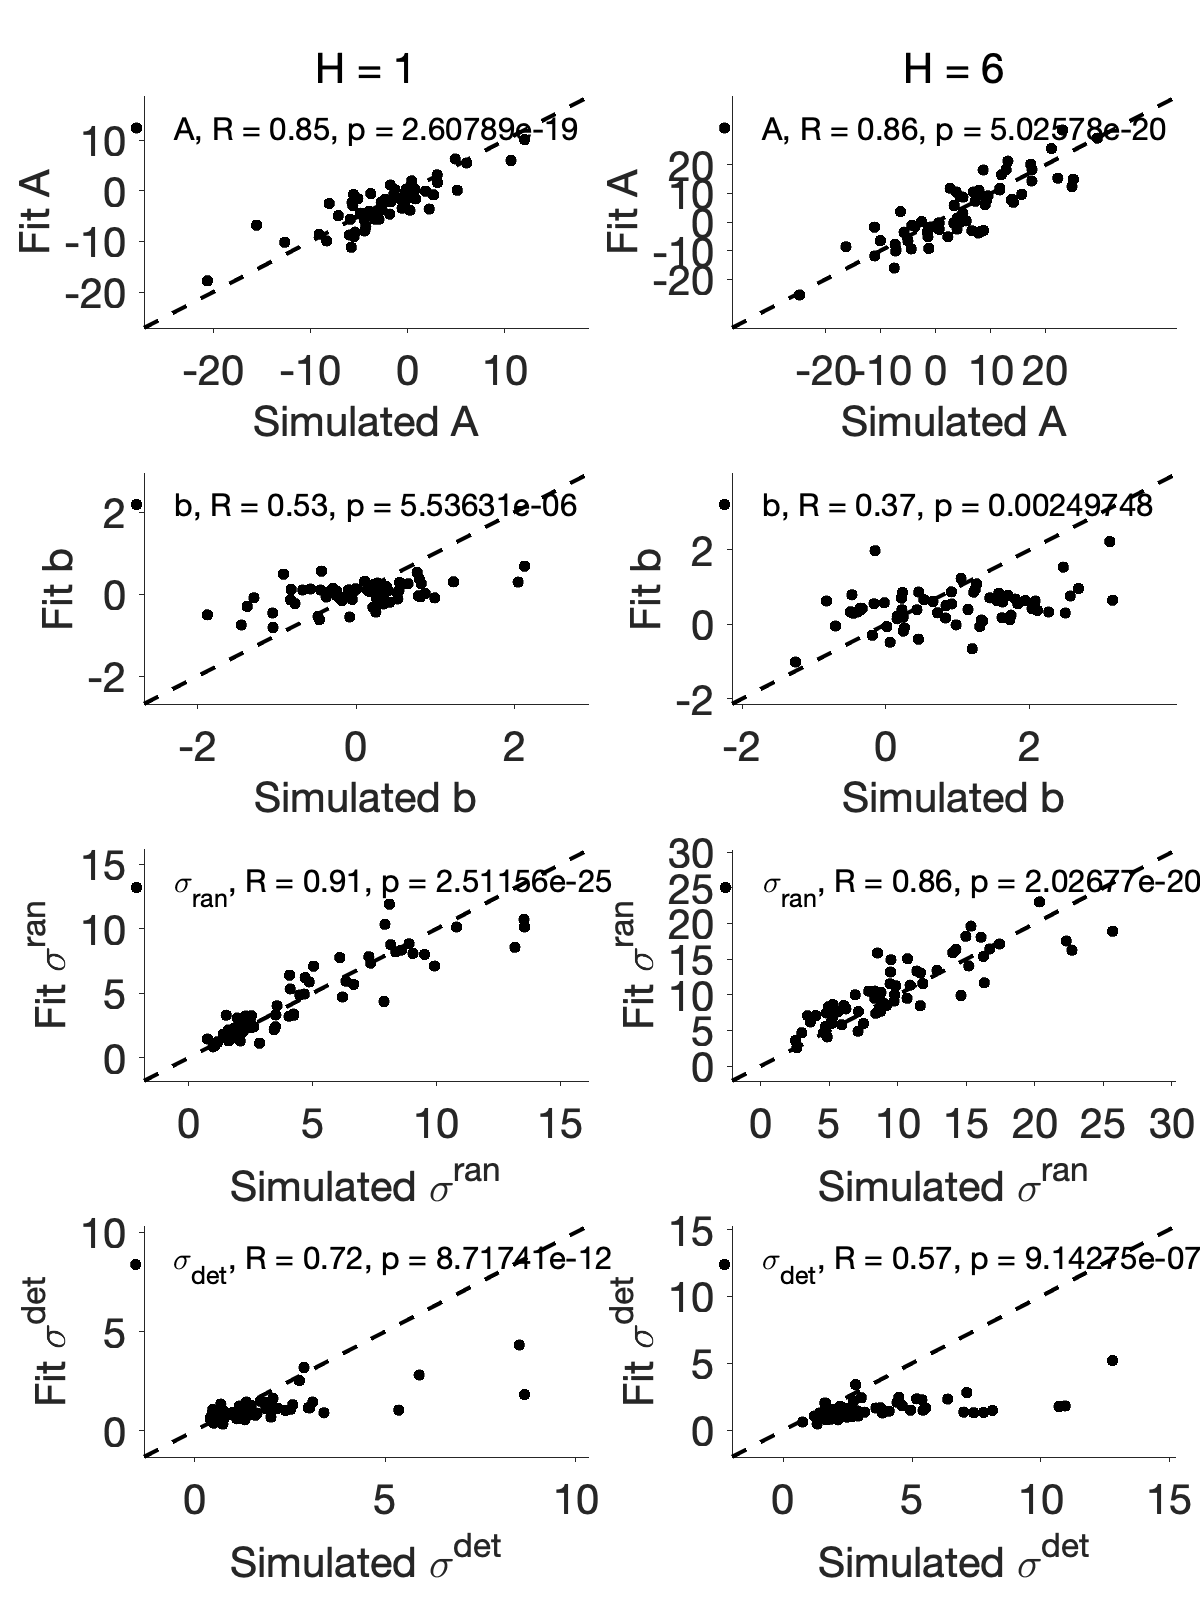 H = 1
H = 6
A, R = 0.85, p = 2.60789e-19
Fit A
10
0
-10
-20
-20 -10 0 10
Simulated A
A, R = 0.86, p = 5.02578e-20
Fit A
20
10
0
-10
-20
-20 -10 0 10 20
Simulated A
b, R = 0.53, p = 5.53631e-06
Fit b
2
0
-2
-2 0 2
Simulated b
b, R = 0.37, p = 0.00249748
Fit b
2
0
-2
-2 0 2
Simulated b
σran, R = 0.91, p = 2.51156e-25
Fit σran
15
10
5
0
0 5 10 15
Simulated σran
σran, R = 0.86, p = 2.02677e-20
Fit σran
30
25
20
15
10
5
0
0 5 10 15 20 25 30
Simulated σran
σdet, R = 0.72, p = 8.71741e-12
Fit σdet
10
5
0
0 5 10
Simulated σdet
σdet, R = 0.57, p = 9.14275e-07
Fit σdet
15
10
5
0
0 5 10 15
Simulated σdet